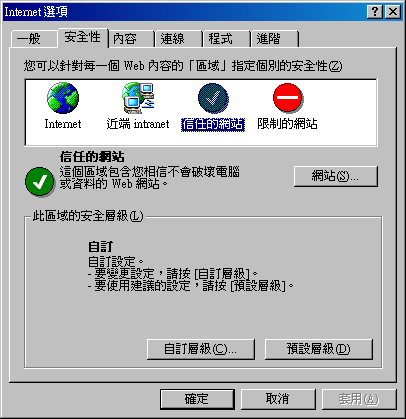 Internet 選項
一般
安全性
內容
連線
程式
進階
您可以針對每一個 Web 內容的「區域」指定個別的安全性(Z)
Internet
近端 intranet
信任的網站
限制的網站
信任的網站
這個區域包含您相信不會破壞電腦
或資料的 Web 網站。
網站(S)...
此區域的安全層級(L)
自訂
自訂設定。
- 要變更設定，請按 [自訂層級]。
- 要使用建議的設定，請按 [預設層級]。
自訂層級(C)...
預設層級(D)
確定
取消
套用(A)